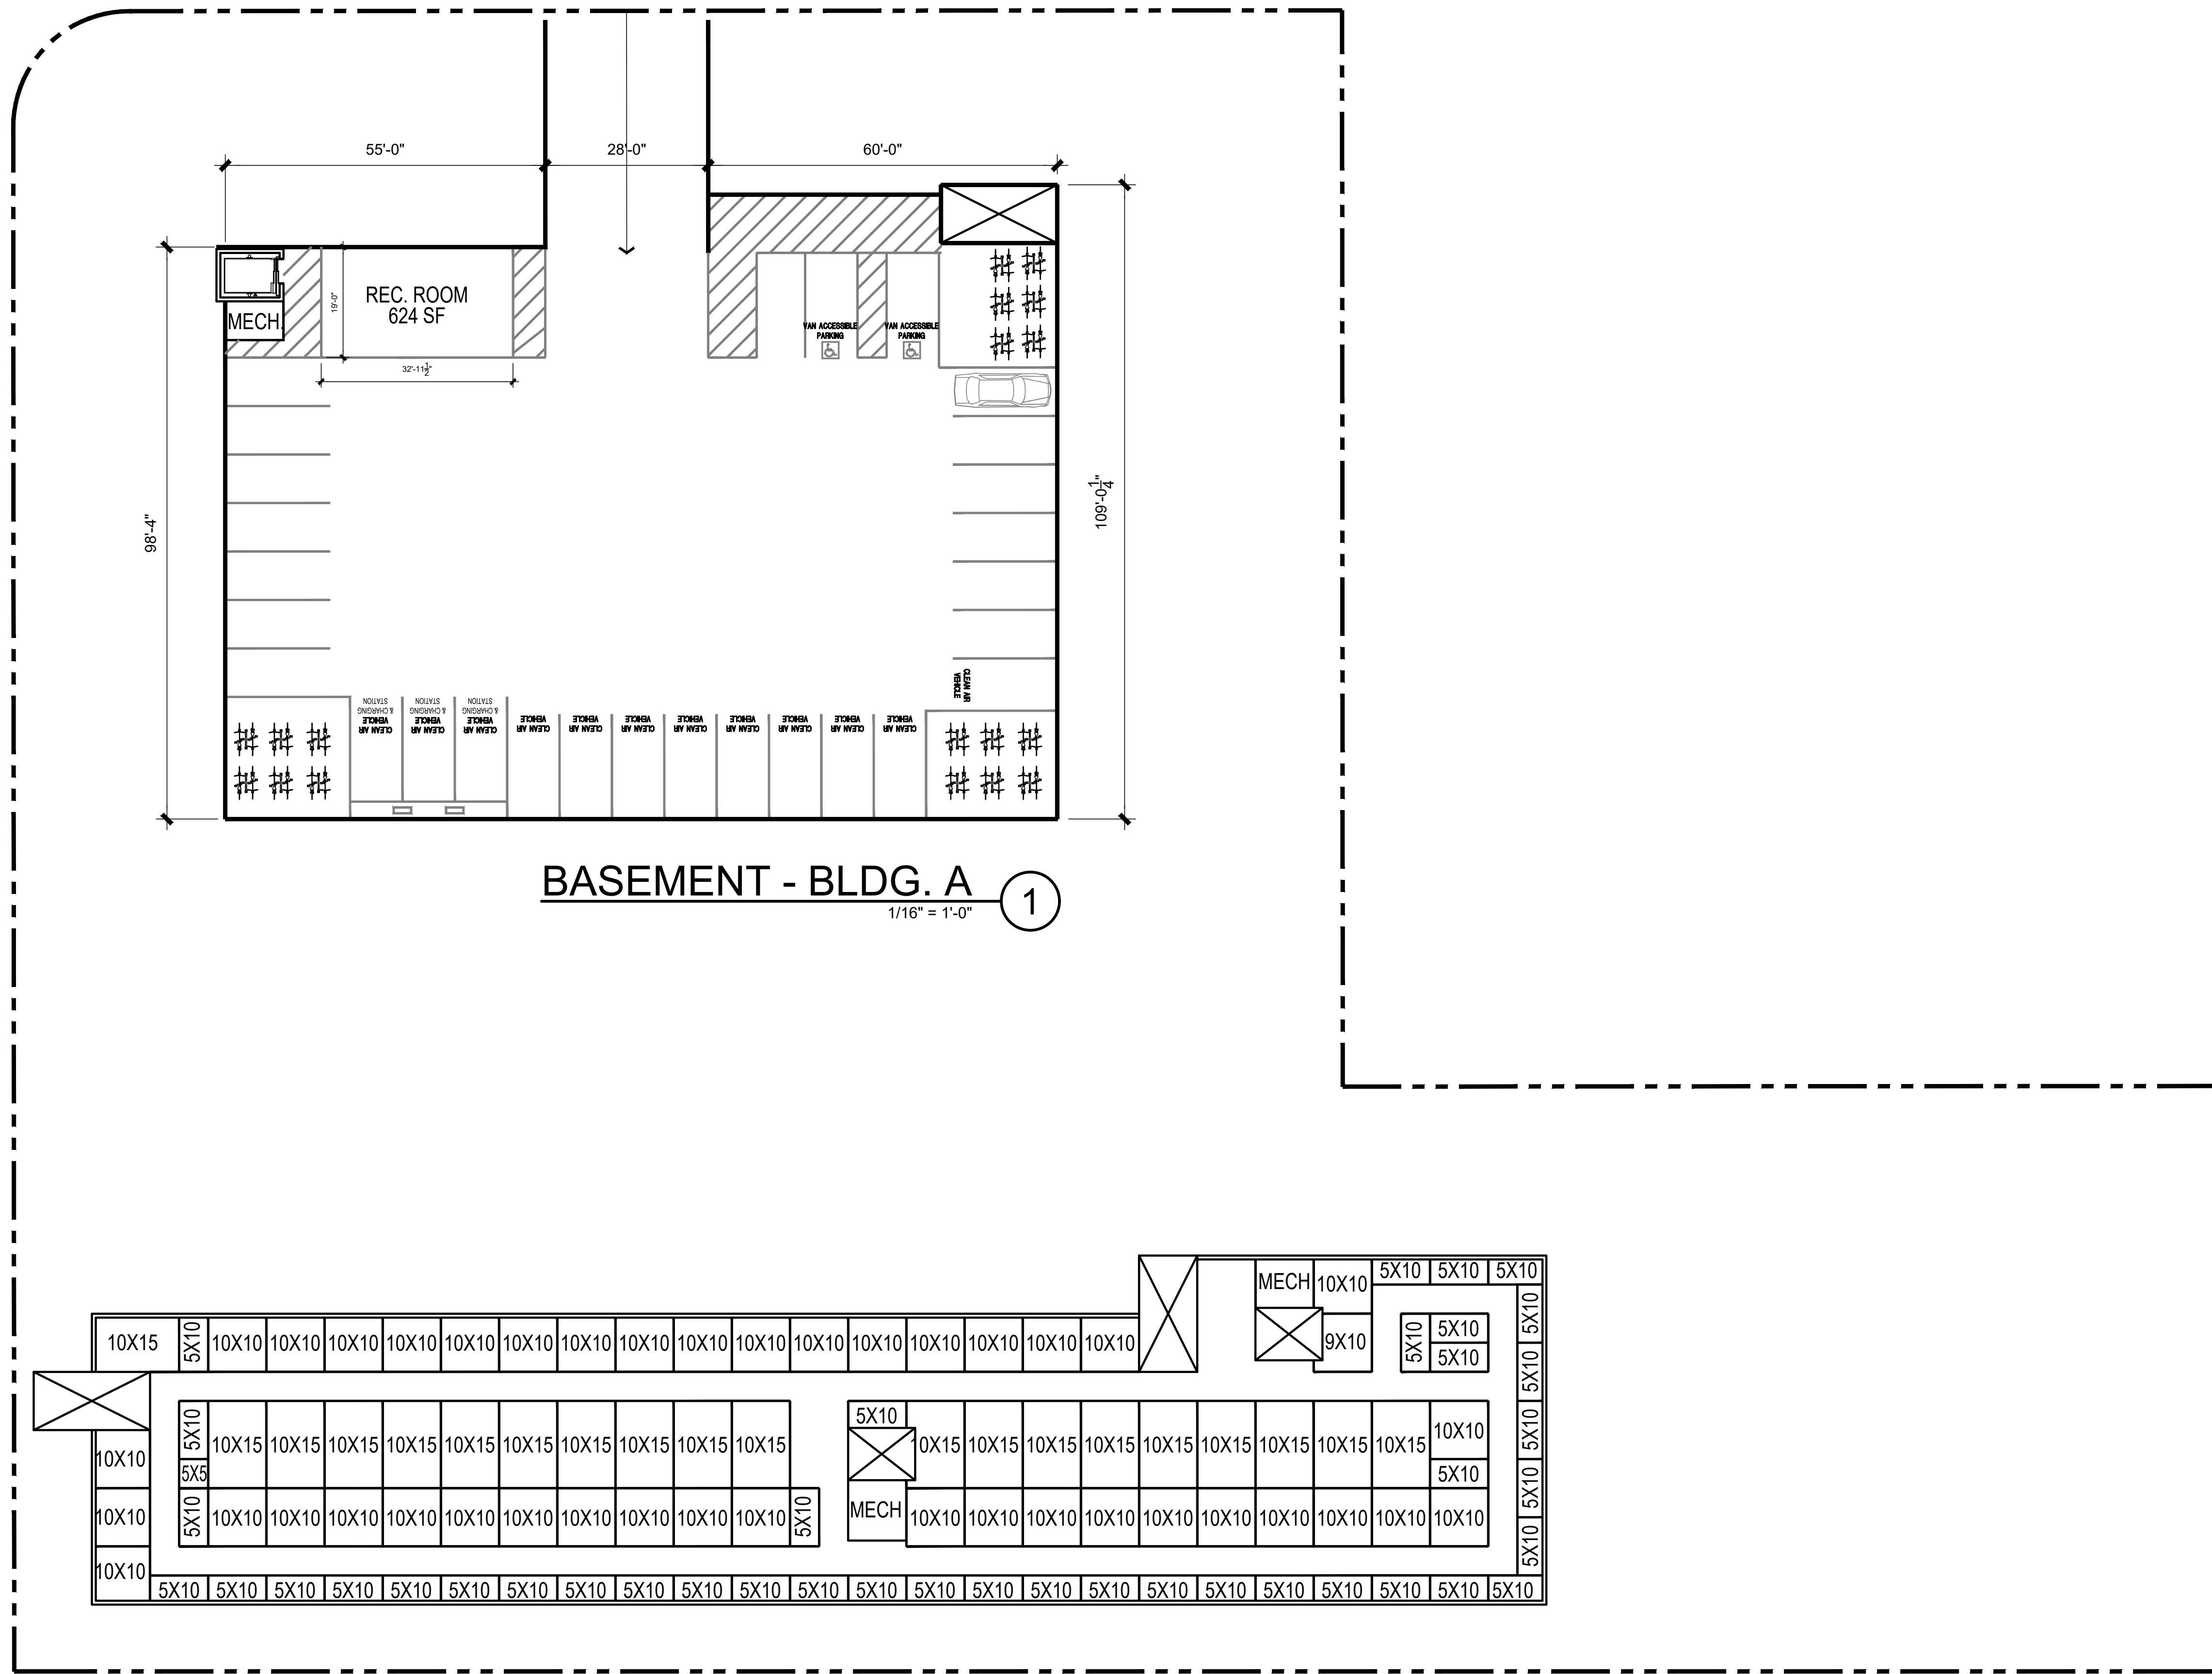 55'-0"
28'-0"
60'-0"
98'-4"
109'-0 1/4"
19'-0"
REC. ROOM
624 SF
MECH.
32'-11 1/2"
VAN ACCESSIBLE
PARKING
VAN ACCESSIBLE
PARKING
CLEAN AIR
VEHICLE
CLEAN AIR
VEHICLE
& CHARGING
STATION
CLEAN AIR
VEHICLE
& CHARGING
STATION
CLEAN AIR
VEHICLE
& CHARGING
STATION
CLEAN AIR
VEHICLE
CLEAN AIR
VEHICLE
CLEAN AIR
VEHICLE
CLEAN AIR
VEHICLE
CLEAN AIR
VEHICLE
CLEAN AIR
VEHICLE
CLEAN AIR
VEHICLE
CLEAN AIR
VEHICLE
BASEMENT - BLDG. A
1
1/16" = 1'-0"
MECH 10X10 5X10 5X10 5X10
5X10
10X15 5X10 10X10 10X10 10X10 10X10 10X10 10X10 10X10 10X10 10X10 10X10 10X10 10X10 10X10 10X10 10X10 10X10 9X10 5X10 5X10
5X10
5X10
5X10 10X15 10X15 10X15 10X15 10X15 10X15 10X15 10X15 10X15 10X15 5X10 10X15 10X15 10X15 10X15 10X15 10X15 10X15 10X15 10X15 10X10 5X10
10X10 5X5 5X10 5X10
10X10 5X10 10X10 10X10 10X10 10X10 10X10 10X10 10X10 10X10 10X10 10X10 5X10 MECH 10X10 10X10 10X10 10X10 10X10 10X10 10X10 10X10 10X10 10X10 5X10
10X10
5X10 5X10 5X10 5X10 5X10 5X10 5X10 5X10 5X10 5X10 5X10 5X10 5X10 5X10 5X10 5X10 5X10 5X10 5X10 5X10 5X10 5X10 5X10 5X10